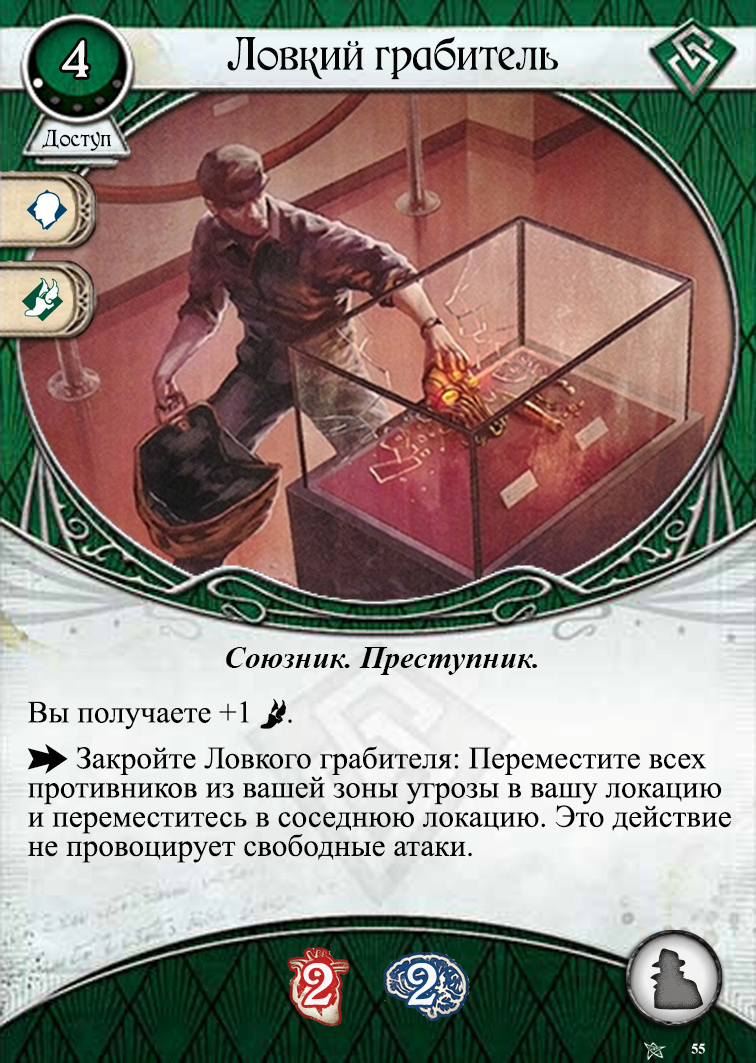 4
Ловкий грабитель
Доступ
Союзник. Преступник.
Вы получаете +1 .
Закройте Ловкого грабителя: Переместите всех
противников из вашей зоны угрозы в вашу локацию
и переместитесь в соседнюю локацию. Это действие
не провоцирует свободные атаки.
2
2
55